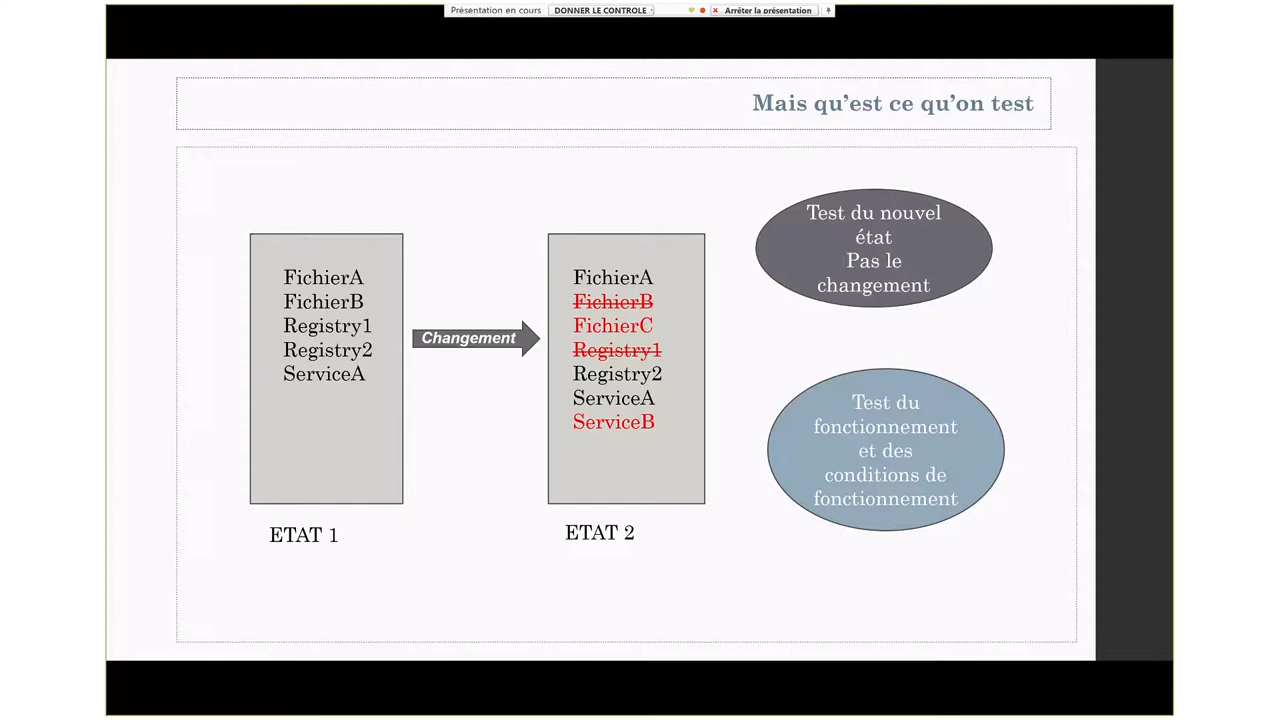 Présentation en cours DONNER LE CONTROLE Arrêter la présentation
Mais qu’est ce qu’on test
FichierA
FichierB
Registry1
Registry2
ServiceA
ETAT 1
Changement
FichierA
FichierB
FichierC
Registry1
Registry2
ServiceA
ServiceB
ETAT 2
Test du nouvel
état
Pas le
changement
Test du
fonctionnement
et des
conditions de
fonctionnement